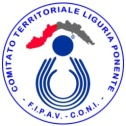 COMITATO TERRITORIALE LIGURIA PONENTE
- F.I.P.A.V. - C.O.N.I. -